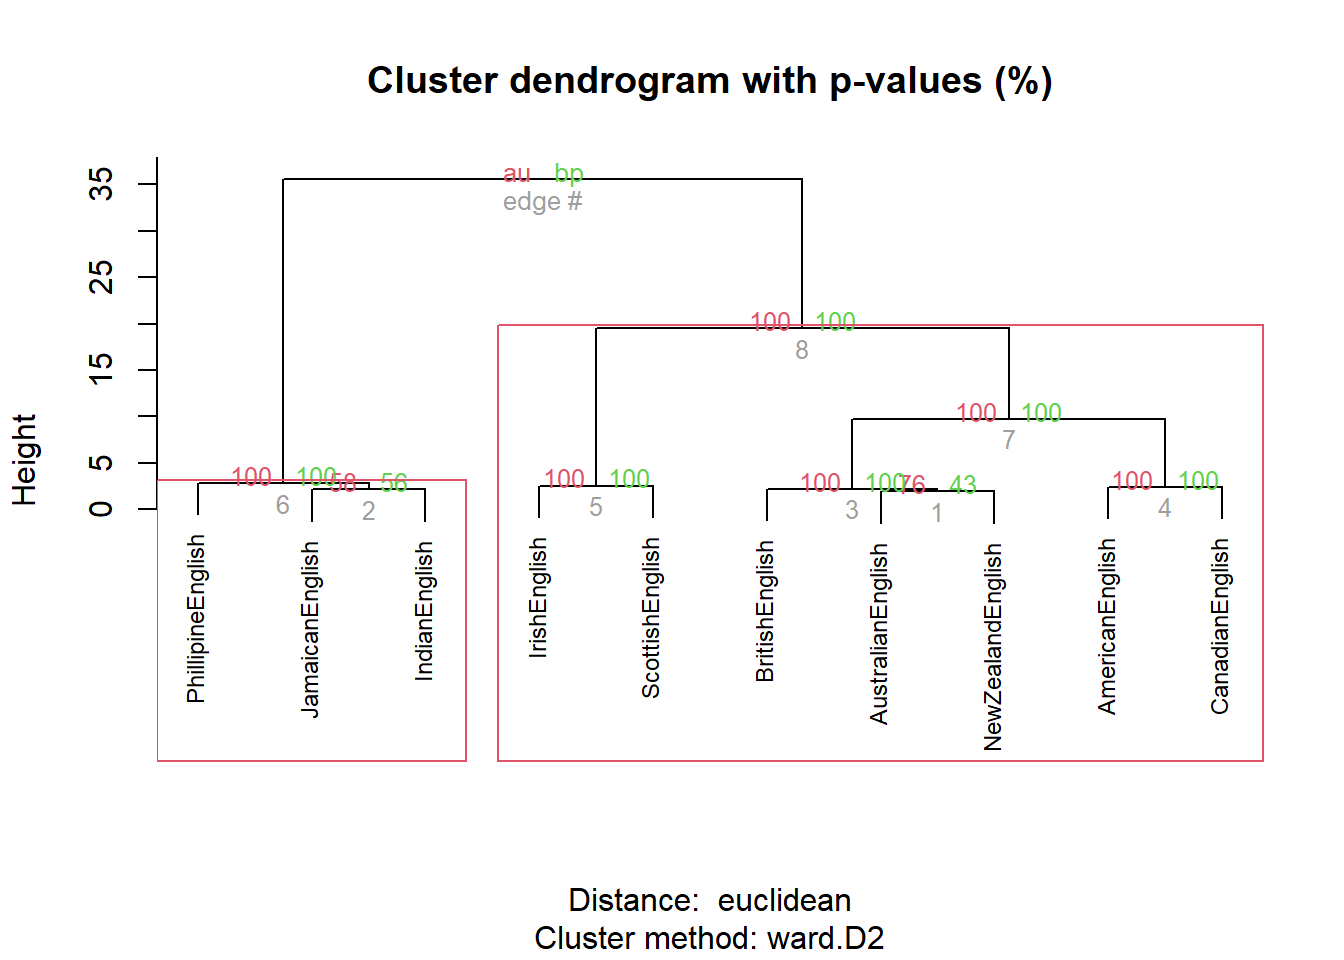 Cluster dendrogram with p-values (%)
au bp
edge #
35
25
15
5
0
Height
100 100
8
100 100
7
100 100
6
58 56
2
100 100
5
100 100
3
76 43
1
100 100
4
PhillipineEnglish
JamaicanEnglish
IndianEnglish
IrishEnglish
ScottishEnglish
BritishEnglish
AustralianEnglish
NewZealandEnglish
AmericanEnglish
CanadianEnglish
Distance: euclidean
Cluster method: ward.D2